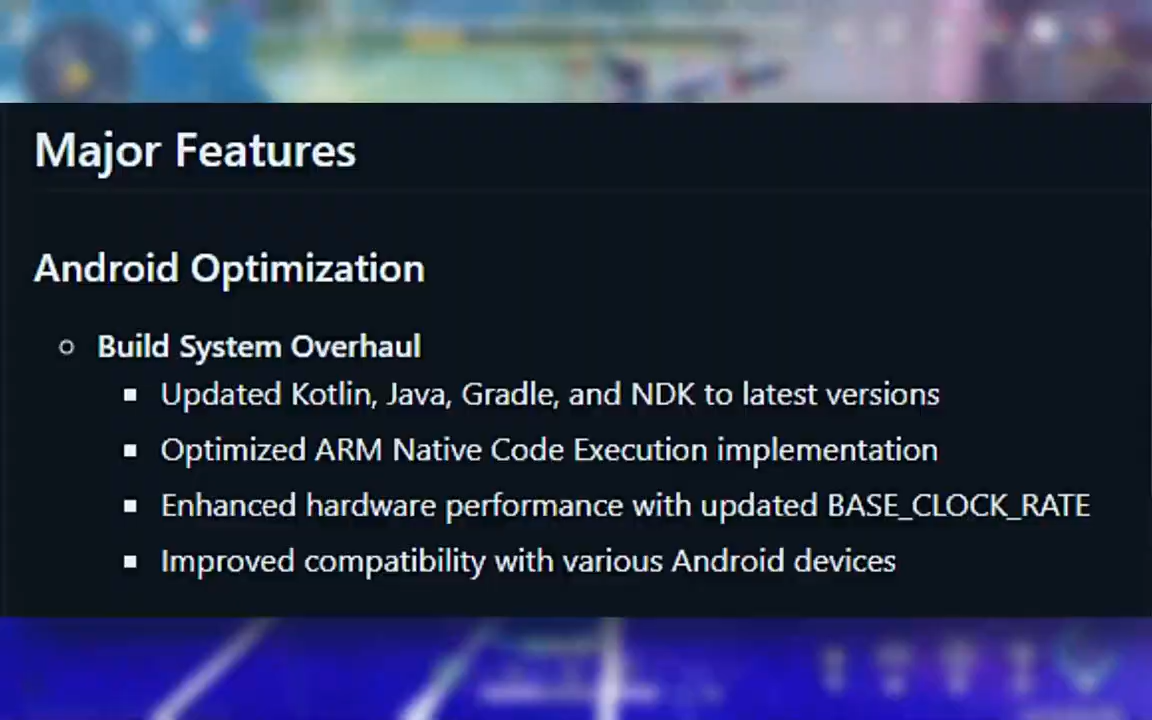 Major Features
Android Optimization
Build System Overhaul
Updated Kotlin, Java, Gradle, and NDK to latest versions
Optimized ARM Native Code Execution implementation
Enhanced hardware performance with updated BASE_CLOCK_RATE
Improved compatibility with various Android devices